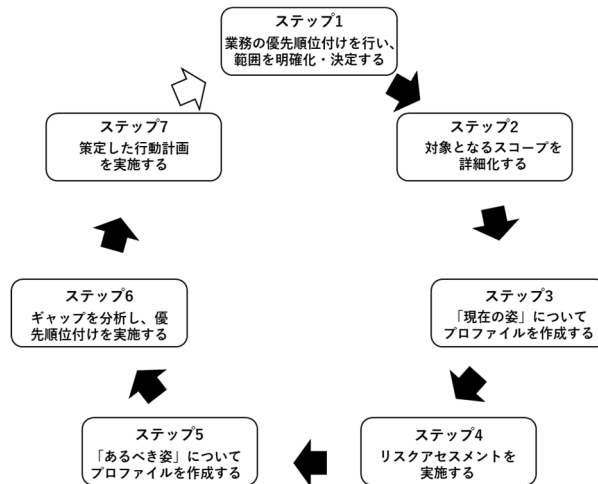 ステップ1
業務の優先順位付けを行い、
範囲を明確化・決定する
ステップ2
対象となるスコープを
詳細化する
ステップ3
「現在の姿」について
プロファイルを作成する
ステップ4
リスクアセスメントを
実施する
ステップ5
「あるべき姿」について
プロファイルを作成する
ステップ6
ギャップを分析し、優
先順位付けを実施する
ステップ7
策定した行動計画
を実施する